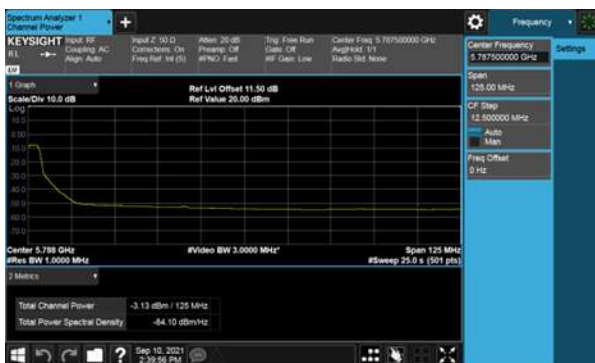 Spectrum Analyzer 1
Channel Power
+
Frequency
KEYSIGHT
Input: RF
Coupling: AC
Align: Auto
Input Z: 50 Ω
Corrections: On
Freq Ref: Int (S)
Atten: 20 dB
Preamp: Off
#PNO: Fast
Trig: Free Run
Gate: Off
#IF Gain: Low
Center Freq: 5.787500000 GHz
Avg|Hold: 1/1
Radio Std: None
Center Frequency
5.787500000 GHz
Settings
Span
125.00 MHz
CF Step
12.500000 MHz
Auto
Man
Freq Offset
0 Hz
1 Graph
Scale/Div 10.0 dB
Ref Lvl Offset 11.50 dB
Ref Value 20.00 dBm
Log
10.0
Center 5.788 GHz
#Video BW 3.0000 MHz*
Span 125 MHz
#Res BW 1.0000 MHz
#Sweep 25.0 s (501 pts)
2 Metrics
Total Channel Power -3.13 dBm / 125 MHz
Total Power Spectral Density -84.10 dBm/Hz
?
Sep 10, 2021
2:39:56 PM